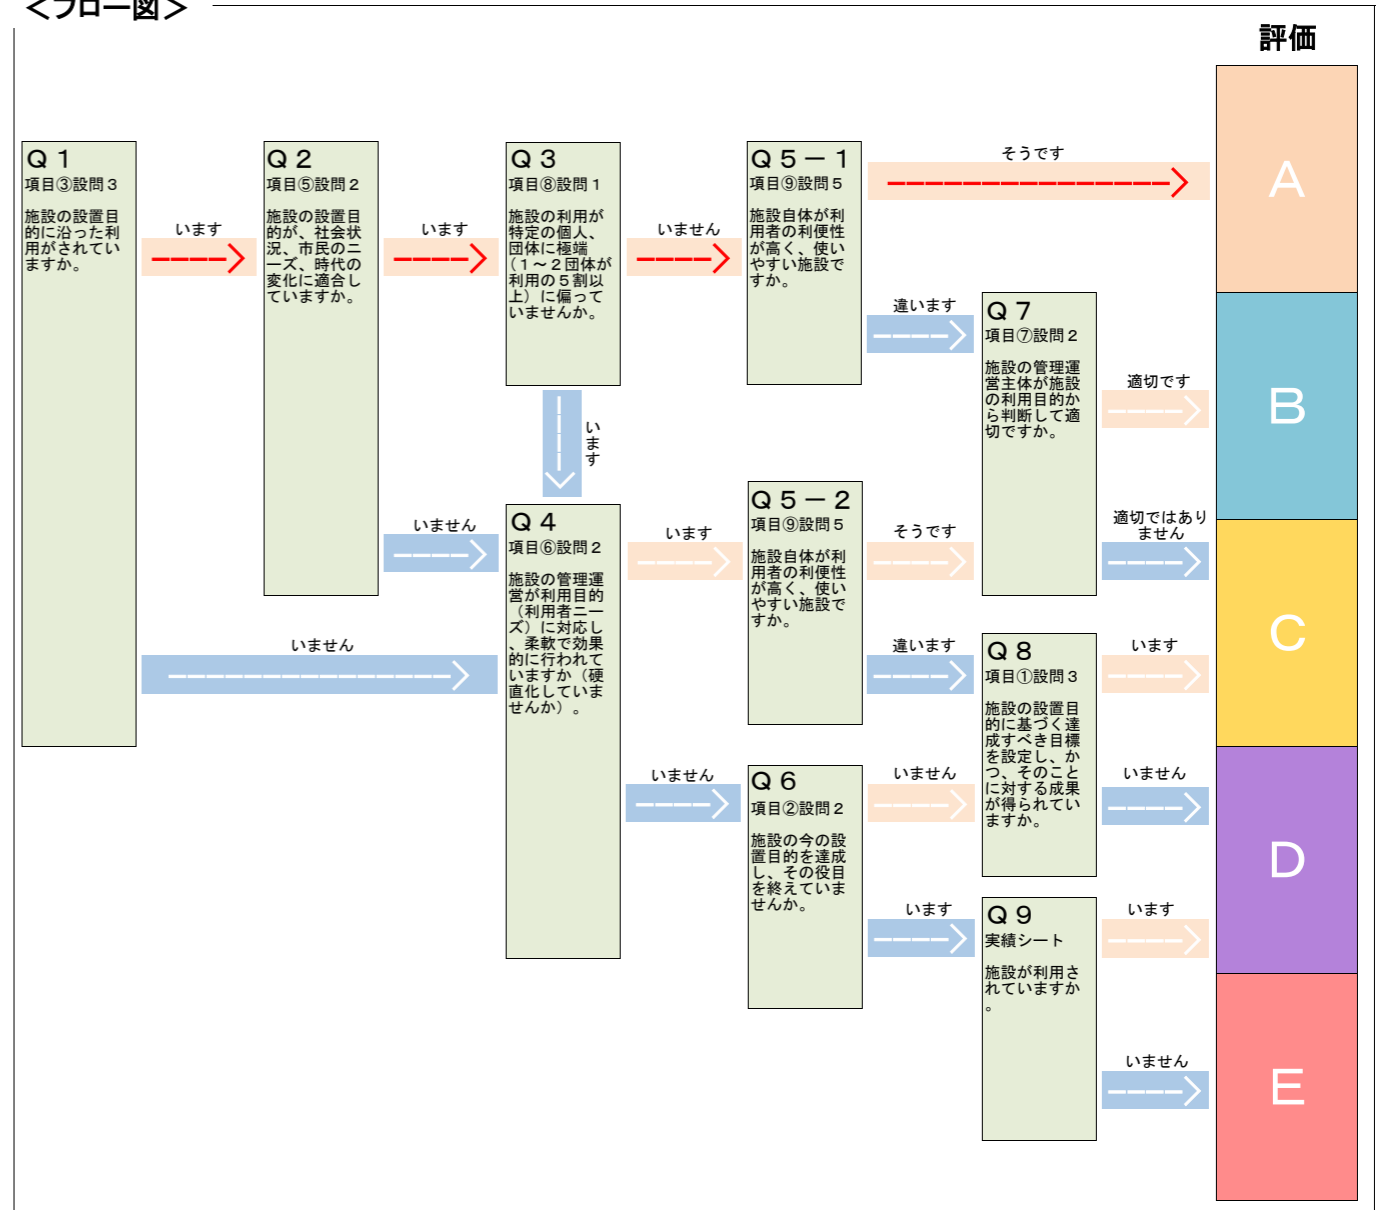 ＜フロー図＞
評価
Ｑ１
項目③設問３
施設の設置目
的に沿った利
用がされてい
ますか。
います
いません
Ｑ２
項目⑤設問２
施設の設置目
的が、社会状
況、市民のニ
ーズ、時代の
変化に適合し
ていますか。
います
いません
Ｑ３
項目⑧設問１
施設の利用が
特定の個人、
団体に極端
（１～２団体が
利用の５割以
上）に偏って
いませんか。
いません
います
Ｑ４
項目⑥設問２
施設の管理運
営が利用目的
（利用者ニー
ズ）に対応し
、柔軟で効果
的に行われて
いますか（硬
直化していま
せんか）。
います
いません
Ｑ５－１
項目⑨設問５
施設自体が利
用者の利便性
が高く、使い
やすい施設で
すか。
そうです
違います
Ｑ５－２
項目⑨設問５
施設自体が利
用者の利便性
が高く、使い
やすい施設で
すか。
そうです
違います
Ｑ６
項目②設問２
施設の今の設
置目的を達成
し、その役目
を終えていま
せんか。
いません
います
Ｑ７
項目⑦設問２
施設の管理運
営主体が施設
の利用目的か
ら判断して適
切ですか。
適切です
適切ではあり
ません
Ｑ８
項目①設問３
施設の設置目
的に基づく達
成すべき目標
を設定し、か
つ、そのこと
に対する成果
が得られてい
ますか。
います
いません
Ｑ９
実績シート
施設が利用さ
れていますか
。
います
いません
Ａ
Ｂ
Ｃ
Ｄ
Ｅ